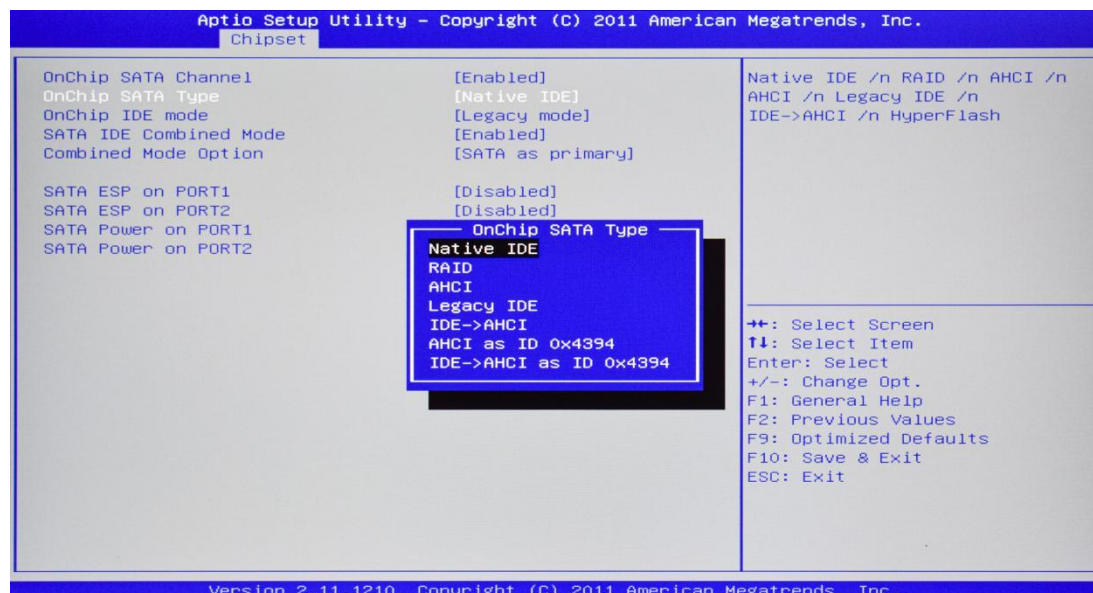 Aptio Setup Utility – Copyright (C) 2011 American Megatrends, Inc.
Chipset
OnChip SATA Channel [Enabled]
OnChip SATA Type [Native IDE]
OnChip IDE mode [Legacy mode]
SATA IDE Combined Mode [Enabled]
Combined Mode Option [SATA as primary]
SATA ESP on PORT1 [Disabled]
SATA ESP on PORT2 [Disabled]
SATA Power on PORT1
SATA Power on PORT2
OnChip SATA Type
Native IDE
RAID
AHCI
Legacy IDE
IDE->AHCI
AHCI as ID 0x4394
IDE->AHCI as ID 0x4394
Native IDE /n RAID /n AHCI /n
AHCI /n Legacy IDE /n
IDE->AHCI /n HyperFlash
→←: Select Screen
↑↓: Select Item
Enter: Select
+/-: Change Opt.
F1: General Help
F2: Previous Values
F9: Optimized Defaults
F10: Save & Exit
ESC: Exit
Version 2.11.1210. Copyright (C) 2011 American Megatrends, Inc.